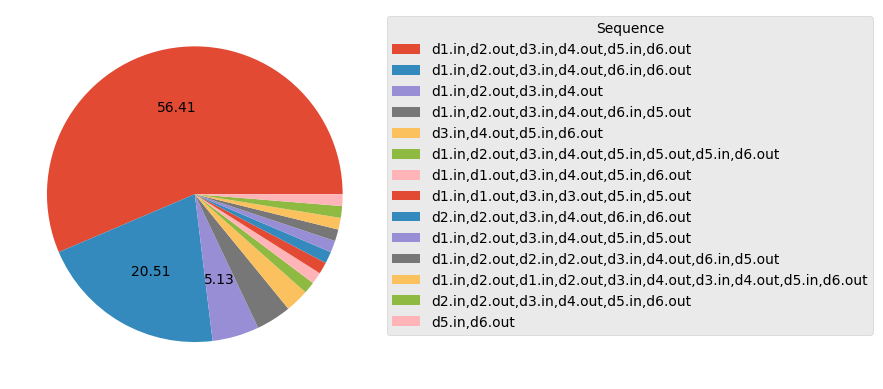 56.41
20.51
5.13
Sequence
d1.in,d2.out,d3.in,d4.out,d5.in,d6.out
d1.in,d2.out,d3.in,d4.out,d6.in,d6.out
d1.in,d2.out,d3.in,d4.out
d1.in,d2.out,d3.in,d4.out,d6.in,d5.out
d3.in,d4.out,d5.in,d6.out
d1.in,d2.out,d3.in,d4.out,d5.in,d5.out,d5.in,d6.out
d1.in,d1.out,d3.in,d4.out,d5.in,d6.out
d1.in,d1.out,d3.in,d3.out,d5.in,d5.out
d2.in,d2.out,d3.in,d4.out,d6.in,d6.out
d1.in,d2.out,d3.in,d4.out,d5.in,d5.out
d1.in,d2.out,d2.in,d2.out,d3.in,d4.out,d6.in,d5.out
d1.in,d2.out,d1.in,d2.out,d3.in,d4.out,d3.in,d4.out,d5.in,d6.out
d2.in,d2.out,d3.in,d4.out,d5.in,d6.out
d5.in,d6.out